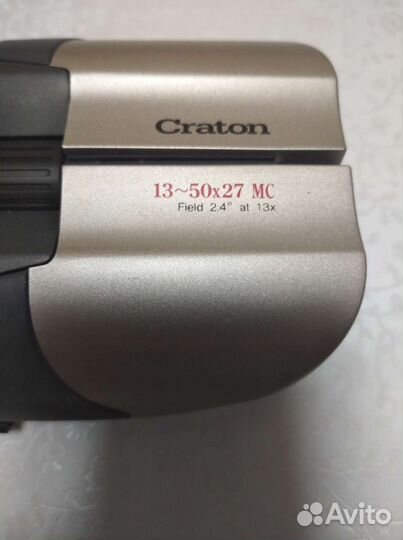 Craton
13~50x27 MC
Field 2.4° at 13x
Avito